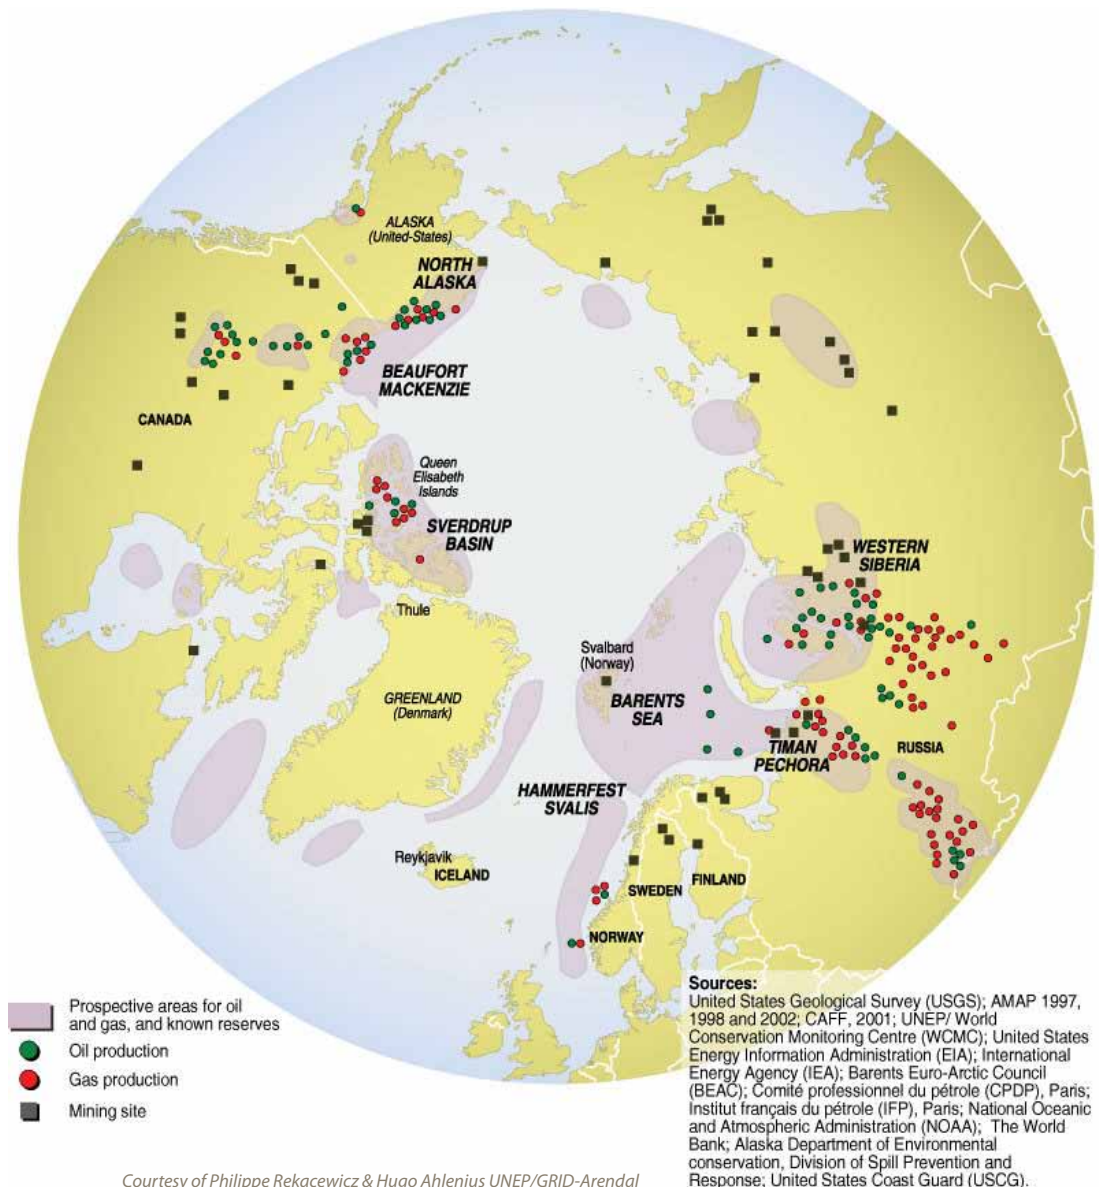 ALASKA
(United-States)
NORTH
ALASKA
BEAUFORT
MACKENZIE
CANADA
Queen
Elisabeth
Islands
SVERDRUP
BASIN
WESTERN
SIBERIA
Thule
Svalbard
(Norway)
GREENLAND
(Denmark)
BARENTS
SEA
TIMAN
PECHORA
RUSSIA
HAMMERFEST
SVALIS
Reykjavik
ICELAND
SWEDEN
FINLAND
NORWAY
Prospective areas for oil
and gas, and known reserves
Oil production
Gas production
Mining site
Sources:
United States Geological Survey (USGS); AMAP 1997,
1998 and 2002; CAFF, 2001; UNEP/ World
Conservation Monitoring Centre (WCMC); United States
Energy Information Administration (EIA); International
Energy Agency (IEA); Barents Euro-Arctic Council
(BEAC); Comité professionnel du pétrole (CPDP), Paris;
Institut français du pétrole (IFP), Paris; National Oceanic
and Atmospheric Administration (NOAA); The World
Bank; Alaska Department of Environmental
conservation, Division of Spill Prevention and
Response; United States Coast Guard (USCG).
Courtesy of Philippe Rekacewicz & Hugo Ahlenius UNEP/GRID-Arendal